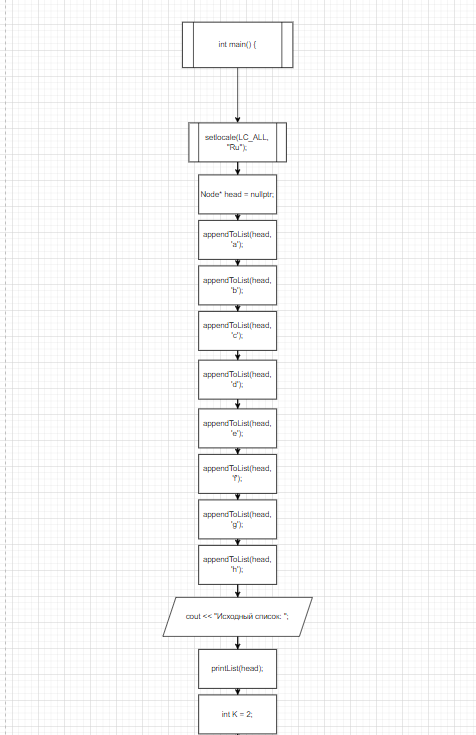 int main() {
setlocale(LC_ALL,
"Ru");
Node* head = nullptr;
appendToList(head,
'a');
appendToList(head,
'b');
appendToList(head,
'c');
appendToList(head,
'd');
appendToList(head,
'e');
appendToList(head,
'f');
appendToList(head,
'g');
appendToList(head,
'h');
cout << "Исходный список: ";
printList(head);
int K = 2;